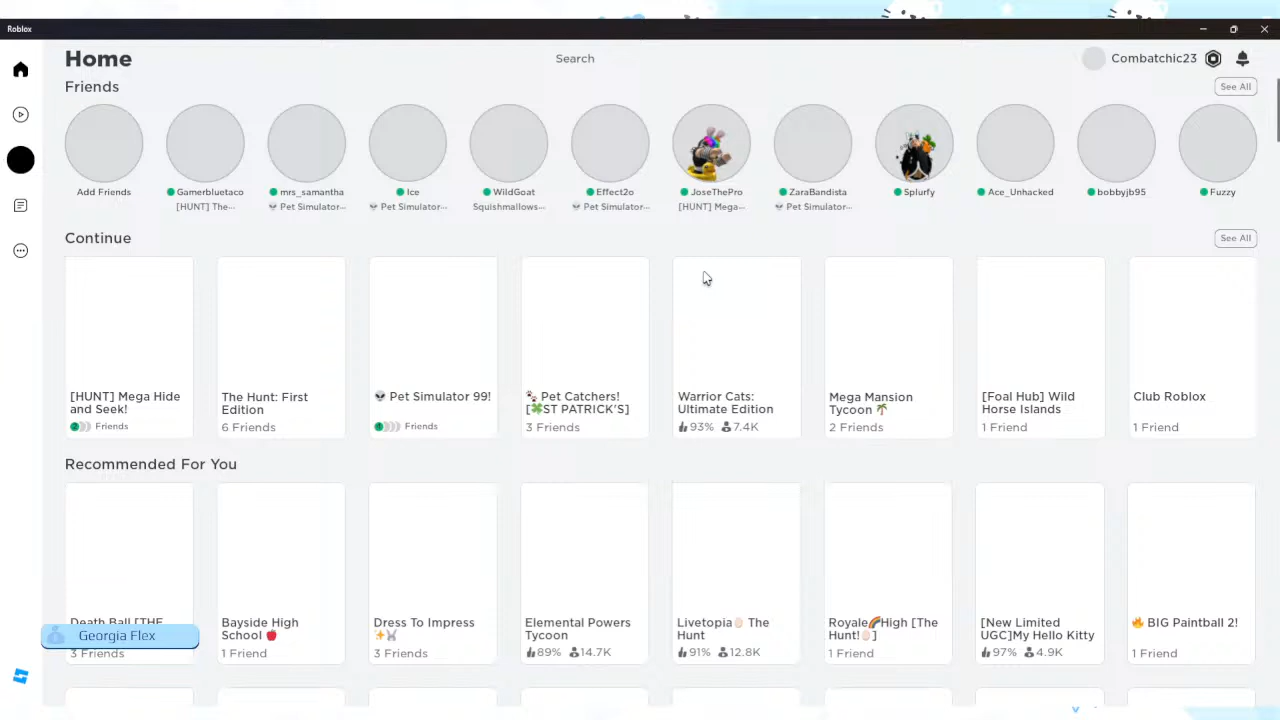 Roblox
Home
Search
Combatchic23
Friends
See All
Add Friends
Gamerbluetaco
mrs_samantha
Ice
WildGoat
Effect2o
JoseThePro
ZaraBandista
Splurfy
Ace_Unhacked
bobbyjb95
Fuzzy
[HUNT] The...
💀 Pet Simulator...
💀 Pet Simulator...
Squishmallows...
💀 Pet Simulator...
[HUNT] Mega...
💀 Pet Simulator...
Continue
See All
[HUNT] Mega Hide
and Seek!
2 Friends
The Hunt: First
Edition
6 Friends
👽 Pet Simulator 99!
Friends
🐾 Pet Catchers!
[🍀ST PATRICK'S]
3 Friends
Warrior Cats:
Ultimate Edition
93% 7.4K
Mega Mansion
Tycoon 🌴
2 Friends
[Foal Hub] Wild
Horse Islands
1 Friend
Club Roblox
1 Friend
Recommended For You
Death Ball [THE
3 Friends
Georgia Flex
Bayside High
School 🍎
1 Friend
Dress To Impress
✨🐰
3 Friends
Elemental Powers
Tycoon
89% 14.7K
Livetopia🥚 The
Hunt
91% 12.8K
Royale🌈High [The
Hunt!🥚]
1 Friend
[New Limited
UGC]My Hello Kitty
97% 4.9K
🔥 BIG Paintball 2!
1 Friend